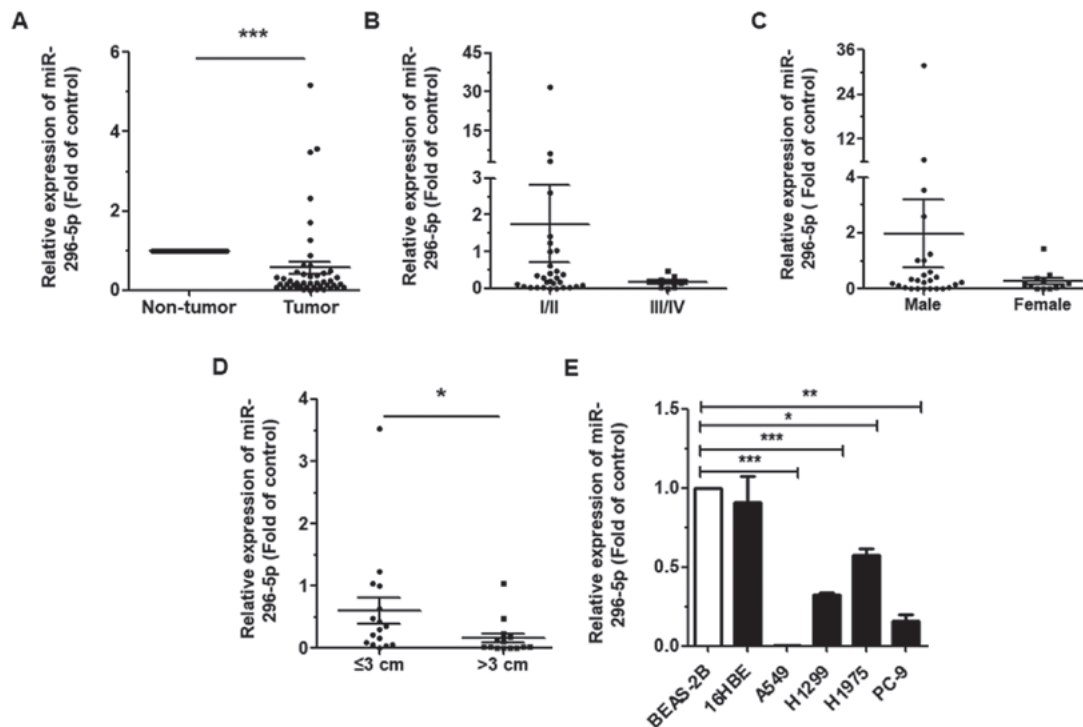 A
***
Relative expression of miR-
296-5p (Fold of control)
6
4
2
0
Non-tumor
Tumor
B
Relative expression of miR-
296-5p (Fold of control)
45
30
15
3
2
1
0
I/II
III/IV
C
Relative expression of miR-
296-5p ( Fold of control)
36
24
12
4
2
0
Male
Female
D
*
Relative expression of miR-
296-5p (Fold of control)
4
3
2
1
0
≤3 cm
>3 cm
E
**
*
***
***
Relative expression of miR-
296-5p (Fold of control)
1.5
1.0
0.5
0.0
BEAS-2B
16HBE
A549
H1299
H1975
PC-9